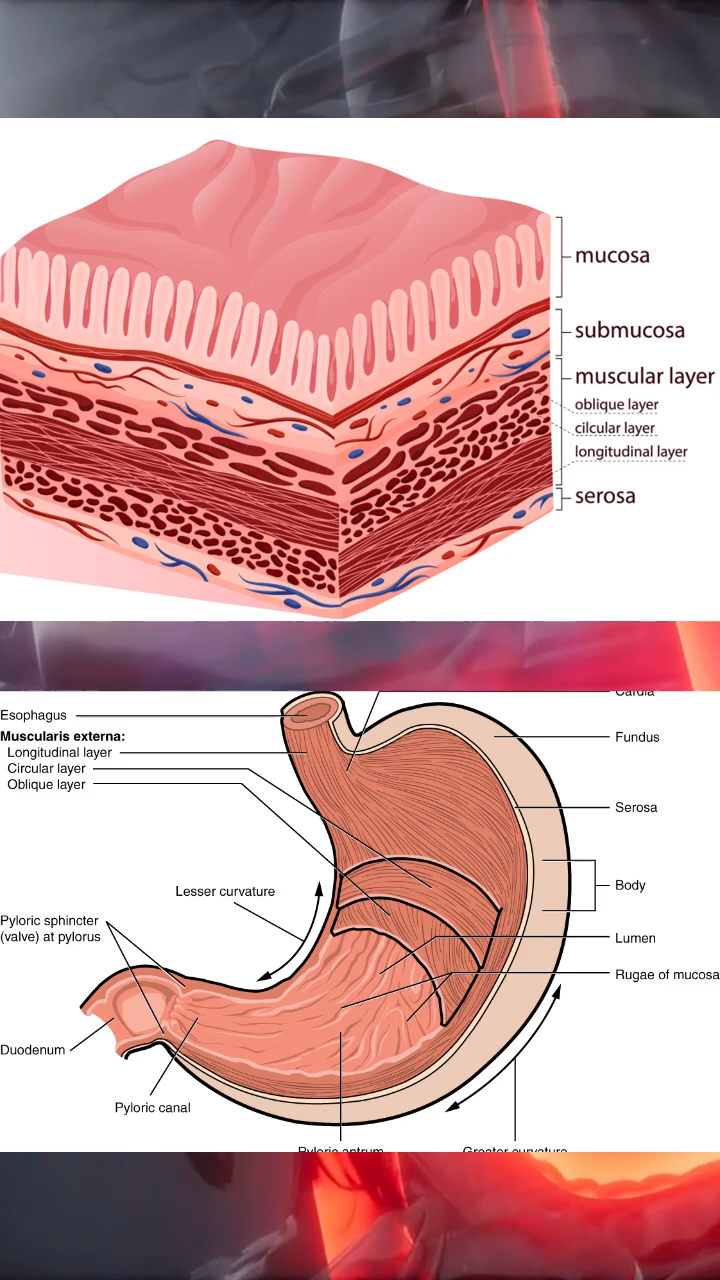 mucosa
submucosa
muscular layer
oblique layer
cilcular layer
longitudinal layer
serosa
Cardia
Esophagus
Fundus
Muscularis externa:
Longitudinal layer
Circular layer
Oblique layer
Serosa
Body
Lesser curvature
Pyloric sphincter
(valve) at pylorus
Lumen
Rugae of mucosa
Duodenum
Pyloric canal
Pyloric antrum
Greater curvature